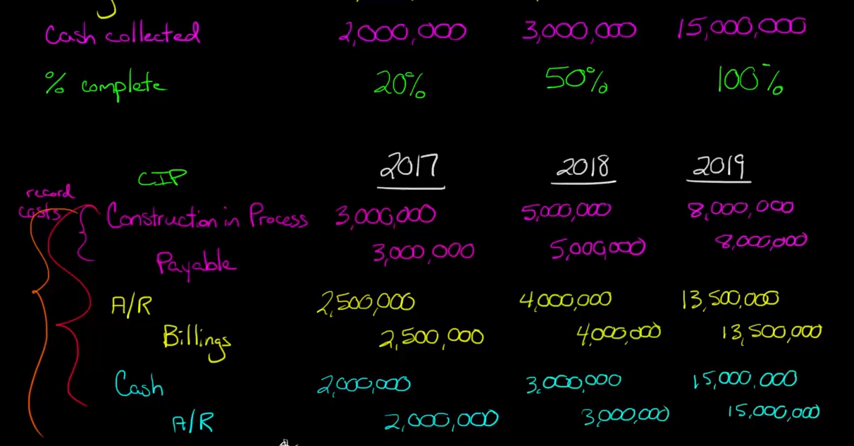 Cash collected 2,000,000 3,000,000 15,000,000
% complete 20% 50% 100%
CIP 2017 2018 2019
record
costs
Construction in Process 3,000,000 5,000,000 8,000,000
Payable 3,000,000 5,000,000 8,000,000
A/R 2,500,000 4,000,000 13,500,000
Billings 2,500,000 4,000,000 13,500,000
Cash 2,000,000 3,000,000 15,000,000
A/R 2,000,000 3,000,000 15,000,000